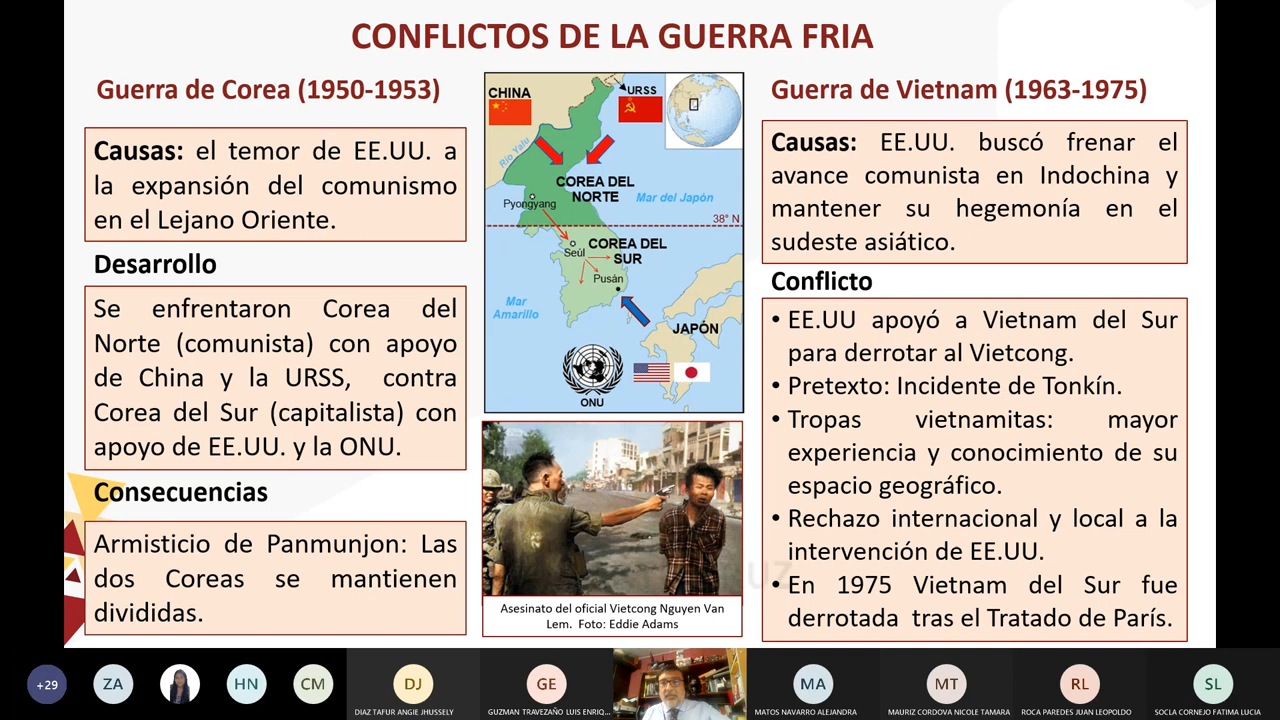 CONFLICTOS DE LA GUERRA FRIA
Guerra de Corea (1950-1953)
Causas: el temor de EE.UU. a
la expansión del comunismo
en el Lejano Oriente.
Desarrollo
Se enfrentaron Corea del
Norte (comunista) con apoyo
de China y la URSS, contra
Corea del Sur (capitalista) con
apoyo de EE.UU. y la ONU.
Consecuencias
Armisticio de Panmunjon: Las
dos Coreas se mantienen
divididas.
CHINA
URSS
Río Yalu
COREA DEL
NORTE
Pyongyang
Mar del Japón
38° N
Seúl
COREA DEL
SUR
Pusán
Mar
Amarillo
JAPÓN
ONU
Asesinato del oficial Vietcong Nguyen Van
Lem. Foto: Eddie Adams
Guerra de Vietnam (1963-1975)
Causas: EE.UU. buscó frenar el
avance comunista en Indochina y
mantener su hegemonía en el
sudeste asiático.
Conflicto
• EE.UU apoyó a Vietnam del Sur
para derrotar al Vietcong.
• Pretexto: Incidente de Tonkín.
• Tropas vietnamitas: mayor
experiencia y conocimiento de su
espacio geográfico.
• Rechazo internacional y local a la
intervención de EE.UU.
• En 1975 Vietnam del Sur fue
derrotada tras el Tratado de París.
+29
ZA
HN
CM
DJ
DIAZ TAFUR ANGIE JHUSSELY
GE
GUZMAN TRAVEZAÑO LUIS ENRIQ...
MA
MATOS NAVARRO ALEJANDRA
MT
MAURIZ CORDOVA NICOLE TAMARA
RL
ROCA PAREDES JUAN LEOPOLDO
SL
SOCLA CORNEJO FATIMA LUCIA